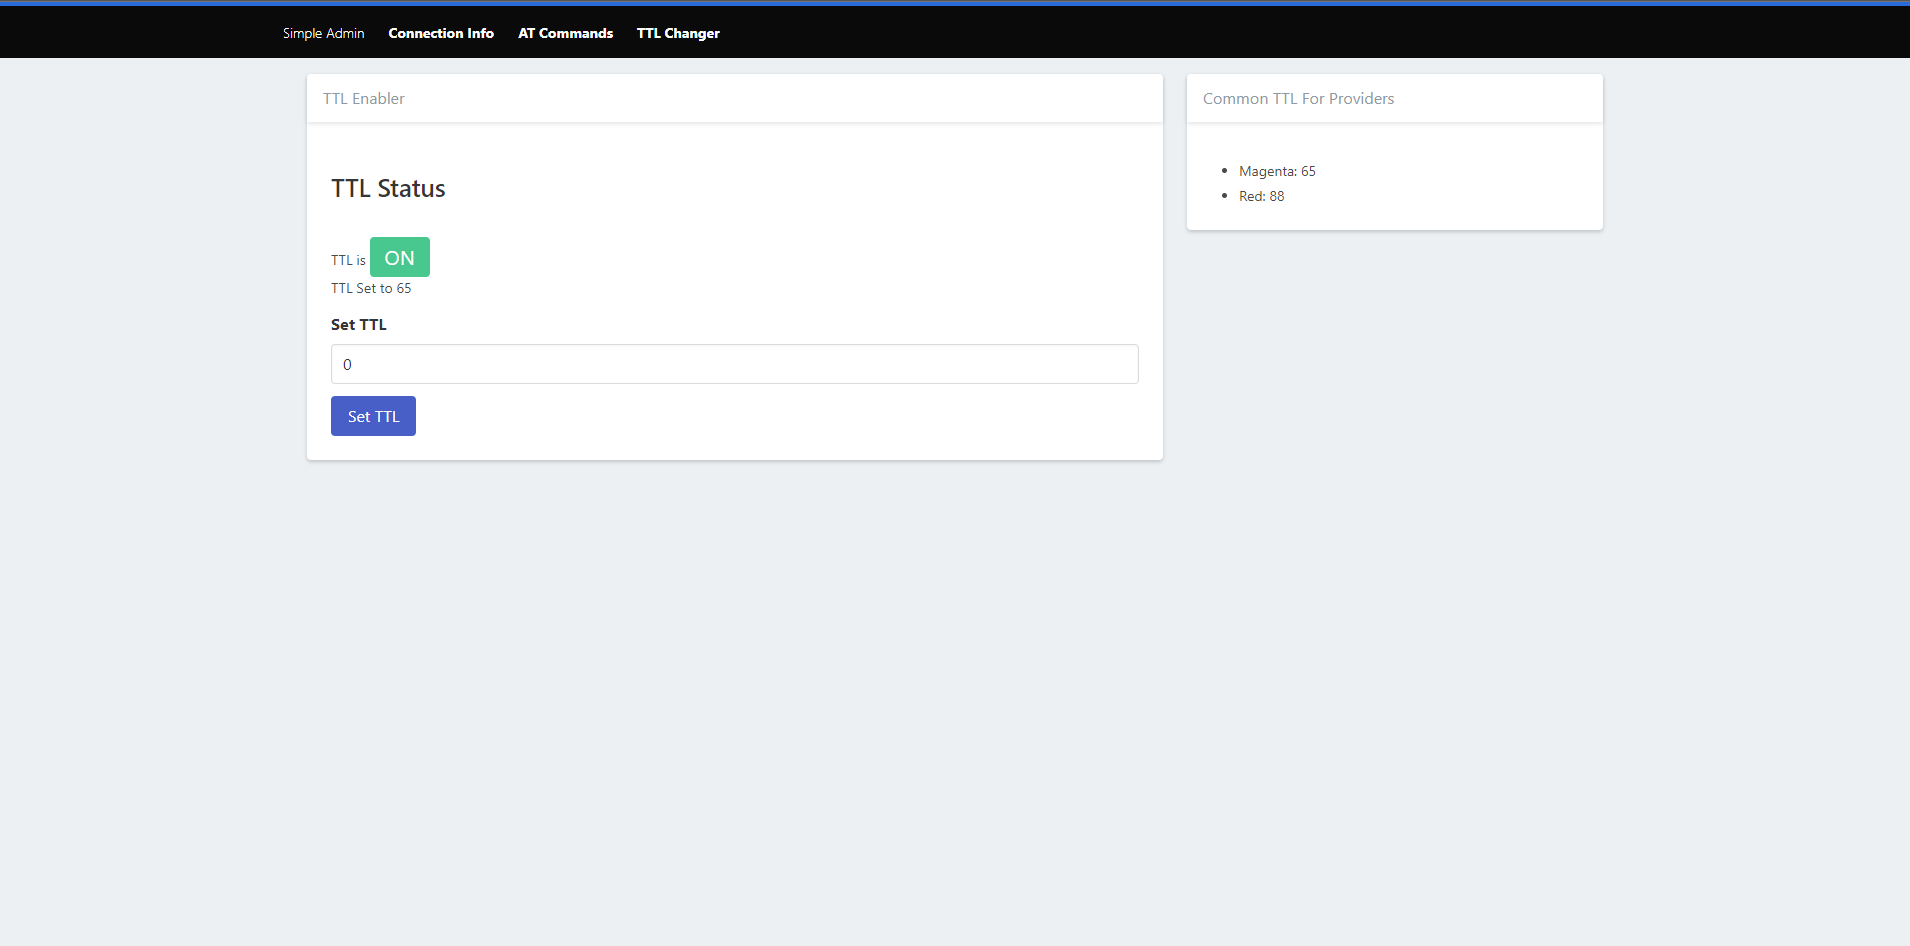 Simple Admin Connection Info AT Commands TTL Changer
TTL Enabler
TTL Status
TTL is ON
TTL Set to 65
Set TTL
0
Set TTL
Common TTL For Providers
Magenta: 65
Red: 88